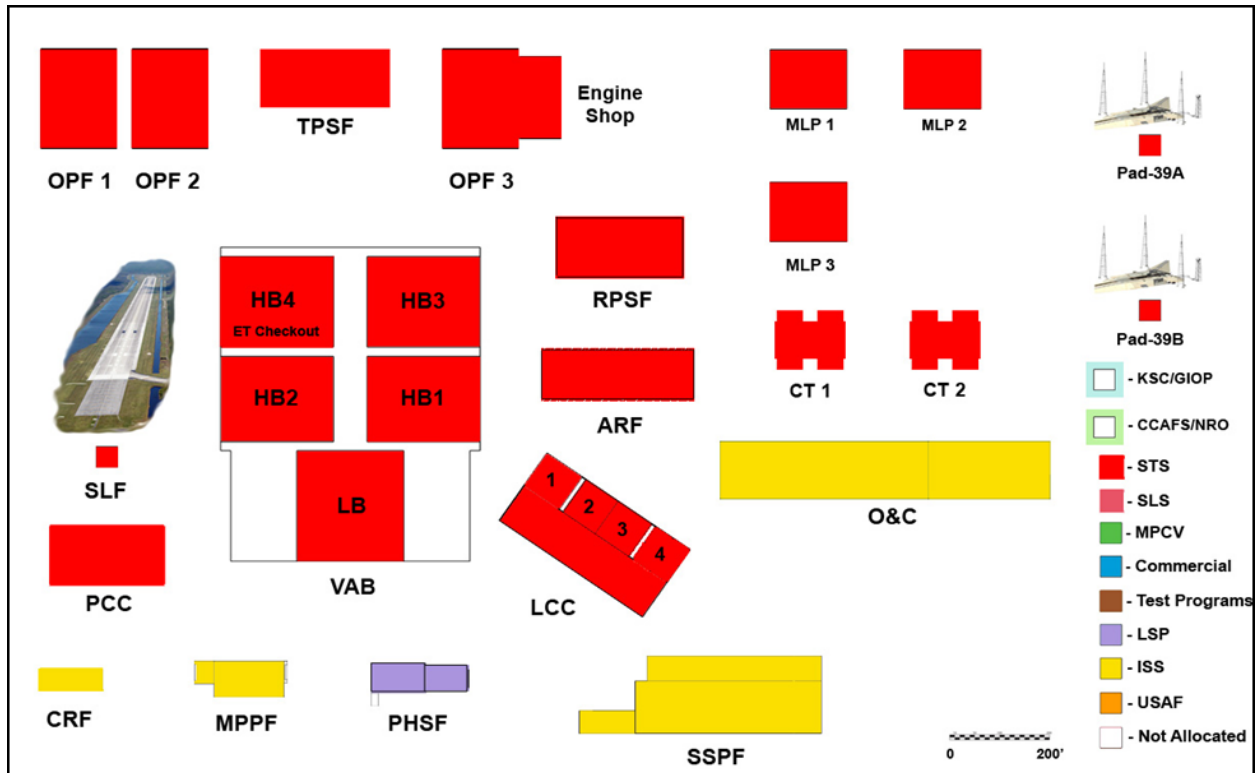 OPF 1
OPF 2
TPSF
OPF 3
Engine
Shop
MLP 1
MLP 2
Pad-39A
MLP 3
RPSF
Pad-39B
HB4
ET Checkout
HB3
HB2
HB1
LB
VAB
SLF
PCC
ARF
CT 1
CT 2
1
2
3
4
LCC
O&C
CRF
MPPF
PHSF
SSPF
- KSC/GIOP
- CCAFS/NRO
- STS
- SLS
- MPCV
- Commercial
- Test Programs
- LSP
- ISS
- USAF
- Not Allocated
0 200'